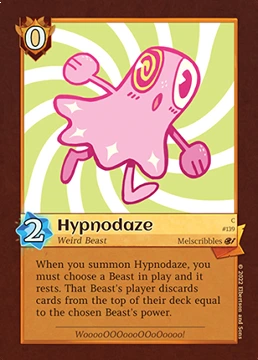 0
2
Hypnodaze
C
#139
Weird Beast
Melscribbles
When you summon Hypnodaze, you
must choose a Beast in play and it
rests. That Beast's player discards
cards from the top of their deck equal
to the chosen Beast's power.
WooooOOOoooOOoOoooo!
© 2022 Elbertson and Sons